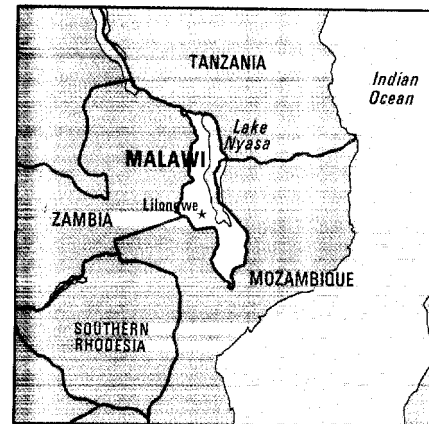 TANZANIA
Indian
Ocean
Lake
Nyasa
MALAWI
Lilongwe
ZAMBIA
MOZAMBIQUE
SOUTHERN
RHODESIA